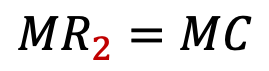 MR₂ = MC